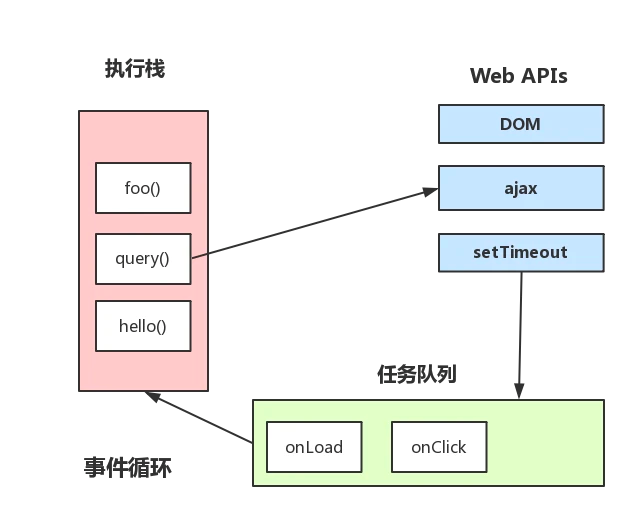 执行栈
Web APIs
DOM
foo()
ajax
query()
setTimeout
hello()
任务队列
onLoad
onClick
事件循环